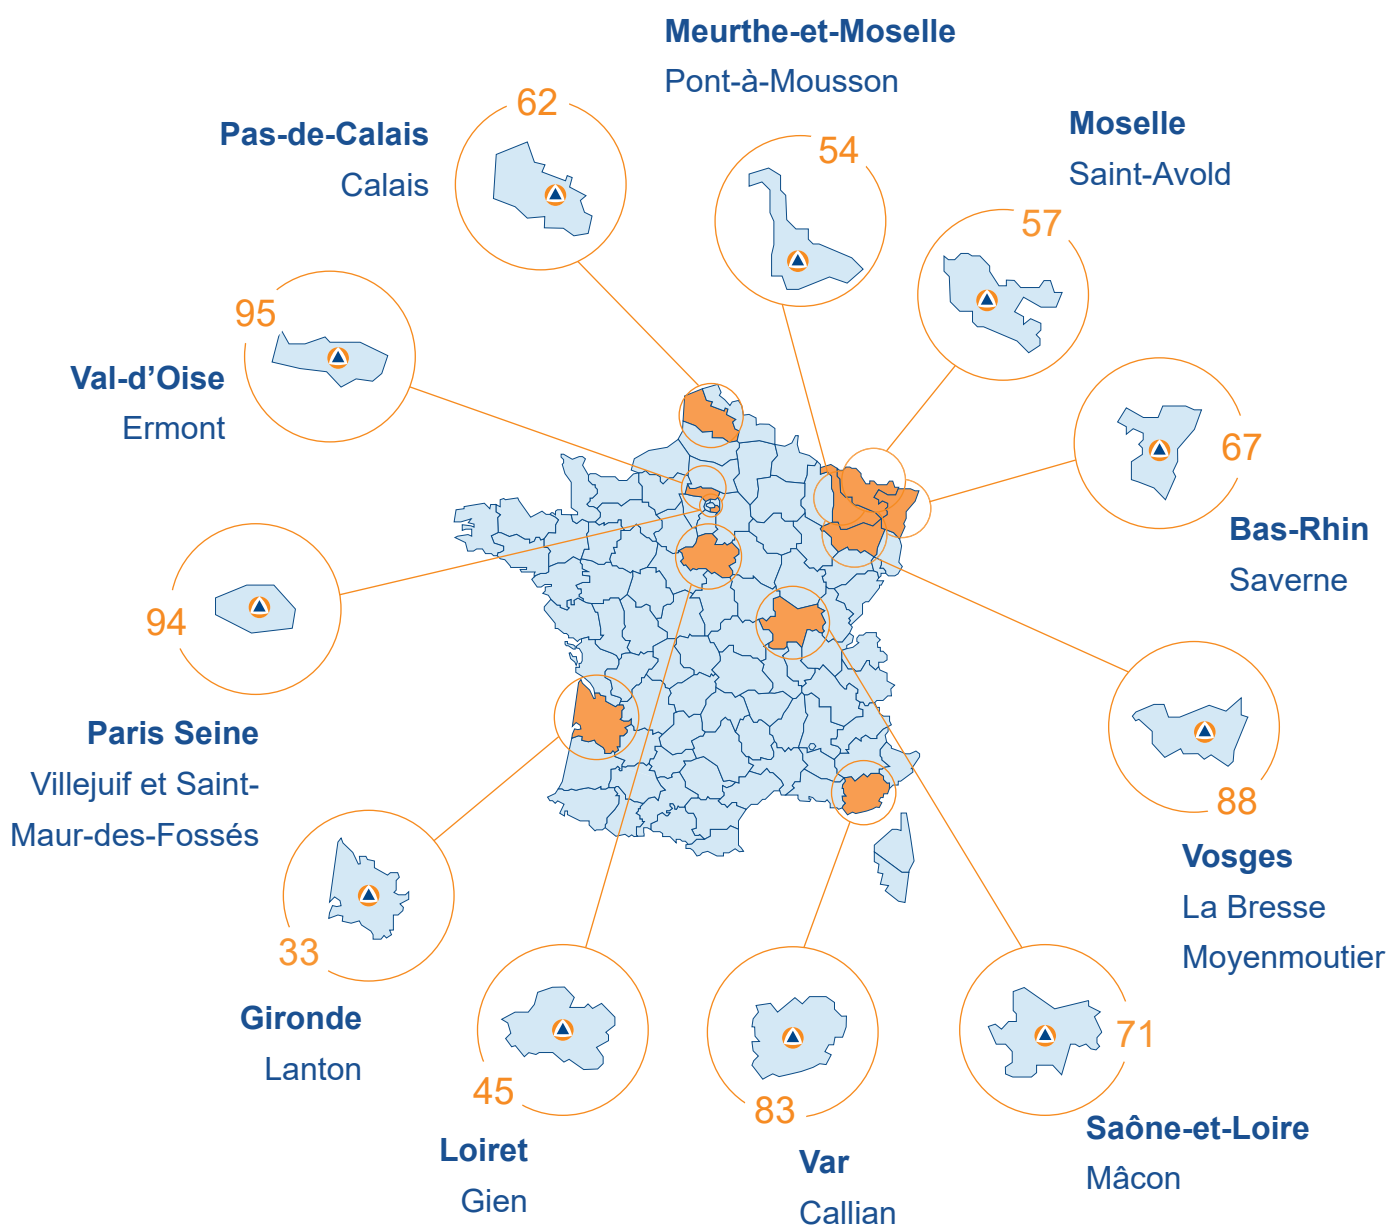 Meurthe-et-Moselle
Pont-à-Mousson
54
62
Pas-de-Calais
Calais
Moselle
Saint-Avold
57
95
Val-d’Oise
Ermont
67
Bas-Rhin
Saverne
94
Paris Seine
Villejuif et Saint-
Maur-des-Fossés
88
Vosges
La Bresse
Moyenmoutier
33
Gironde
Lanton
45
Loiret
Gien
83
Var
Callian
71
Saône-et-Loire
Mâcon